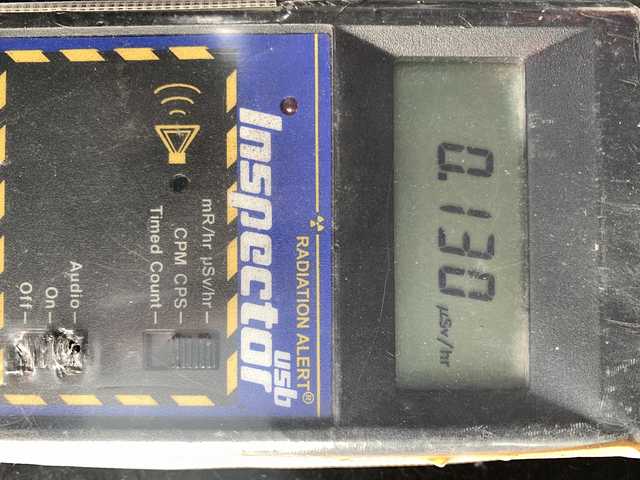 0.130 µSv/hr
RADIATION ALERT®
Inspector usb
mR/hr µSv/hr
CPM CPS
Timed Count
Audio
On
Off